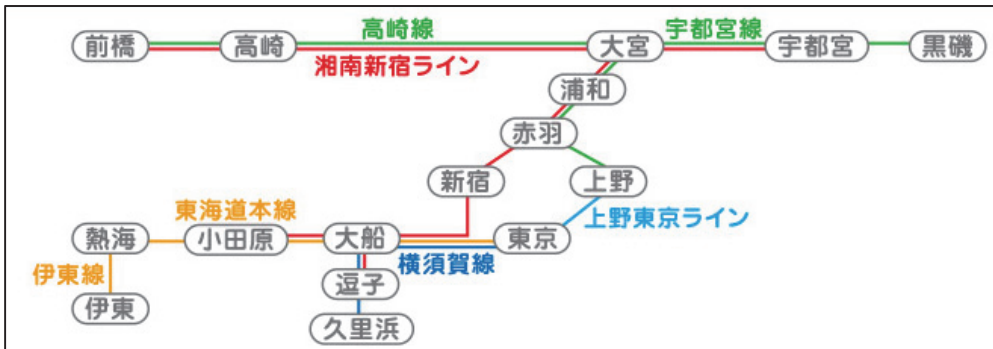 高崎線
宇都宮線
前橋
高崎
大宮
宇都宮
黒磯
湘南新宿ライン
浦和
赤羽
新宿
上野
東海道本線
上野東京ライン
熱海
小田原
大船
東京
横須賀線
伊東線
逗子
伊東
久里浜